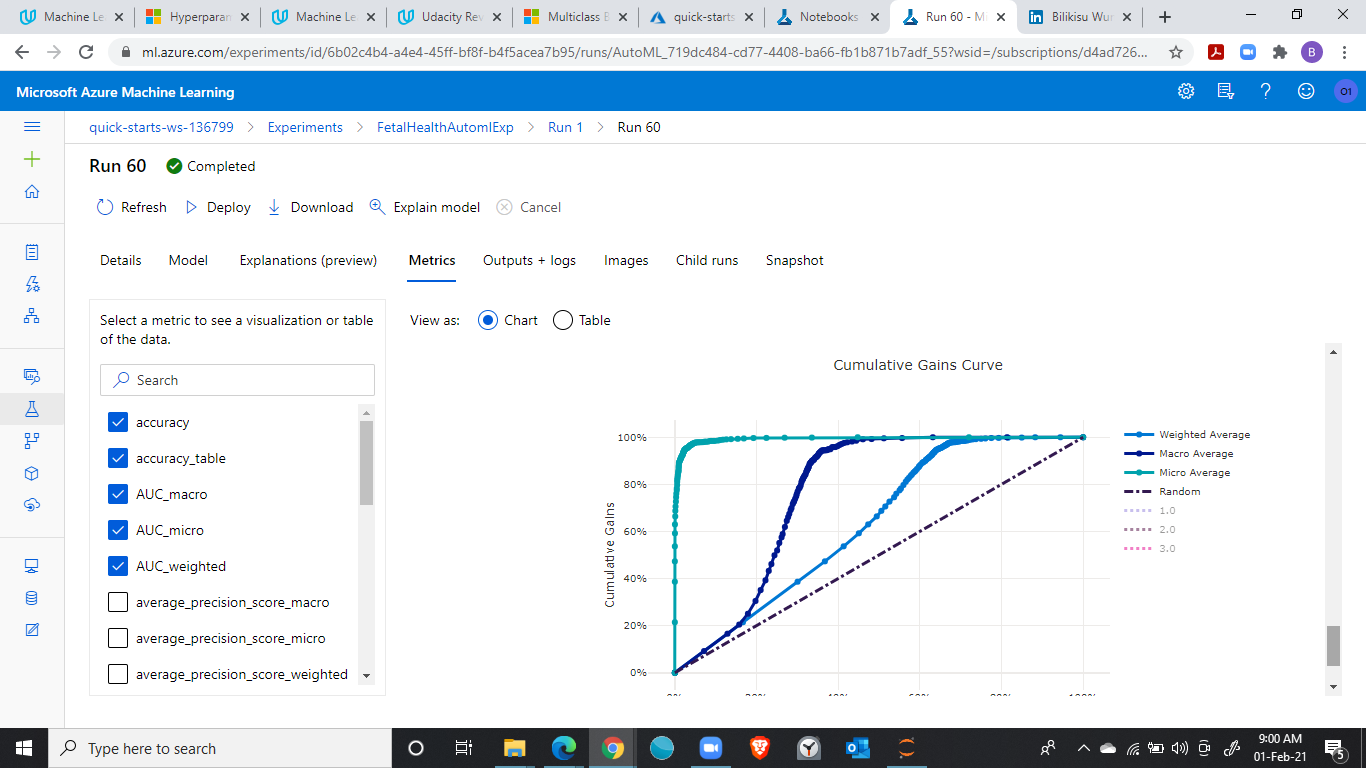 Machine Le
Hyperparan
Machine Le
Udacity Rev
Multiclass E
quick-starts
Notebooks
Run 60 - M
Bilikisu Wur
ml.azure.com/experiments/id/6b02c4b4-a4e4-45ff-bf8f-b4f5acea7b95/runs/AutoML_719dc484-cd77-4408-ba66-fb1b871b7adf_55?wsid=/subscriptions/d4ad726...
B
Microsoft Azure Machine Learning
O1
quick-starts-ws-136799 > Experiments > FetalHealthAutomlExp > Run 1 > Run 60
Run 60 Completed
Refresh Deploy Download Explain model Cancel
Details Model Explanations (preview) Metrics Outputs + logs Images Child runs Snapshot
Select a metric to see a visualization or table
of the data.
Search
accuracy
accuracy_table
AUC_macro
AUC_micro
AUC_weighted
average_precision_score_macro
average_precision_score_micro
average_precision_score_weighted
View as: Chart Table
Cumulative Gains Curve
Cumulative Gains
100%
80%
60%
40%
20%
0%
0% 20% 40% 60% 80% 100%
Weighted Average
Macro Average
Micro Average
Random
1.0
2.0
3.0
Type here to search
9:00 AM
01-Feb-21
5